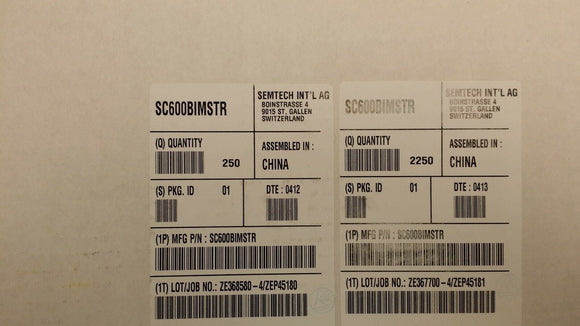 SC600BIMSTR
SEMTECH INT'L AG
BOINSTRASSE 4
9015 ST. GALLEN
SWITZERLAND
(Q) QUANTITY
250
ASSEMBLED IN :
CHINA
(S) PKG. ID 01
DTE : 0412
(1P) MFG P/N : SC600BIMSTR
(1T) LOT/JOB NO.: ZE368580-4/ZEP45180
SC600BIMSTR
SEMTECH INT'L AG
BOINSTRASSE 4
9015 ST. GALLEN
SWITZERLAND
(Q) QUANTITY
2250
ASSEMBLED IN :
CHINA
(S) PKG. ID 01
DTE : 0413
(1P) MFG P/N : SC600BIMSTR
(1T) LOT/JOB NO.: ZE367700-4/ZEP45181